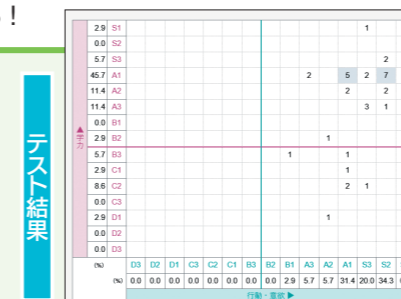 !
テスト結果
▲学力
2.9 S1 1
0.0 S2
5.7 S3 2
45.7 A1 2 5 2 7
11.4 A2 2 2
11.4 A3 3 1
0.0 B1
2.9 B2 1
5.7 B3 1 1
2.9 C1 1
8.6 C2 2 1
0.0 C3
2.9 D1 1
0.0 D2
0.0 D3
(%) D3 D2 D1 C3 C2 C1 B3 B2 B1 A3 A2 A1 S3 S2
(%) 0.0 0.0 0.0 0.0 0.0 0.0 0.0 0.0 2.9 5.7 5.7 31.4 20.0 34.3
行動・意欲 ▶